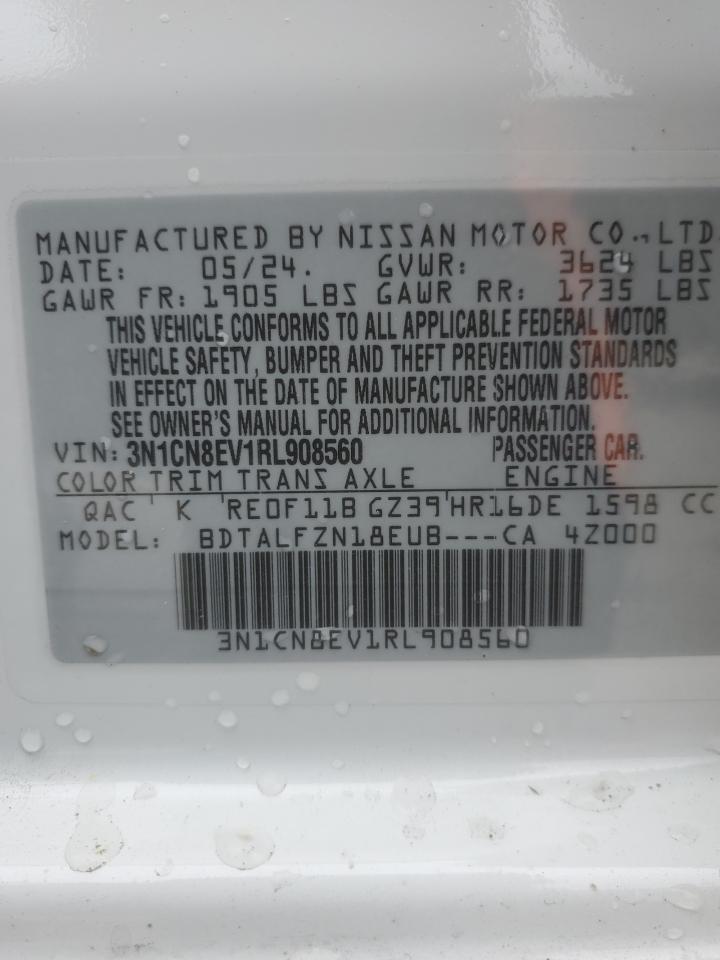 MANUFACTURED BY NISSAN MOTOR CO., LTD.
DATE: 05/24. GVWR: 3624 LBS
GAWR FR: 1905 LBS GAWR RR: 1735 LBS
THIS VEHICLE CONFORMS TO ALL APPLICABLE FEDERAL MOTOR
VEHICLE SAFETY, BUMPER AND THEFT PREVENTION STANDARDS
IN EFFECT ON THE DATE OF MANUFACTURE SHOWN ABOVE.
SEE OWNER'S MANUAL FOR ADDITIONAL INFORMATION.
VIN: 3N1CN8EV1RL908560 PASSENGER CAR.
COLOR TRIM TRANS AXLE ENGINE
QAC K RE0F11B GZ39 HR16DE 1598 CC
MODEL: BDTALFZN18EUB---CA 4Z000
3N1CN8EV1RL908560